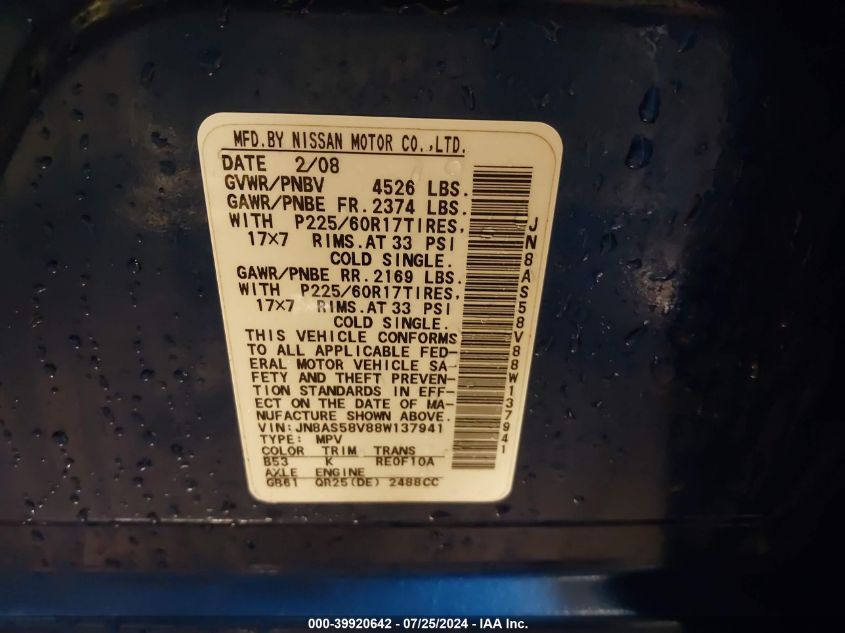 MFD.BY NISSAN MOTOR CO.,LTD.
DATE 2/08
GVWR/PNBV 4526 LBS.
GAWR/PNBE FR. 2374 LBS.
WITH P225/60R17TIRES,
17×7 RIMS.AT 33 PSI
COLD SINGLE.
GAWR/PNBE RR. 2169 LBS.
WITH P225/60R17TIRES,
17×7 RIMS.AT 33 PSI
COLD SINGLE.
THIS VEHICLE CONFORMS
TO ALL APPLICABLE FED-
ERAL MOTOR VEHICLE SA-
FETY AND THEFT PREVEN-
TION STANDARDS IN EFF-
ECT ON THE DATE OF MA-
NUFACTURE SHOWN ABOVE.
VIN: JN8AS58V88W137941
TYPE: MPV
COLOR TRIM TRANS
B53 K RE0F10A
AXLE ENGINE
GB61 QR25(DE) 2488CC
JN8AS58V88W137941
000-39920642 - 07/25/2024 - IAA Inc.